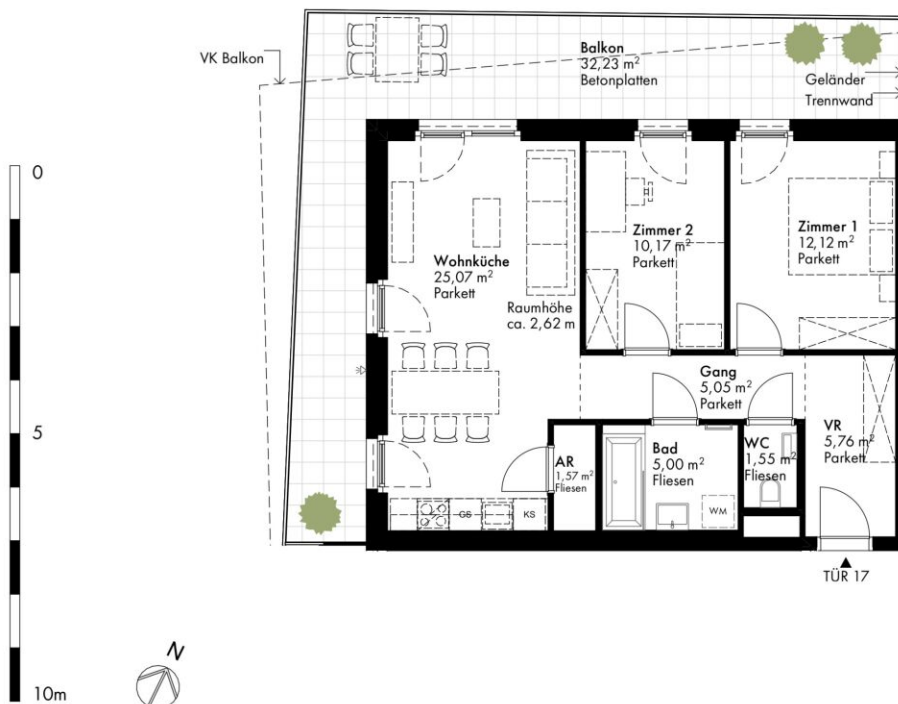 VK Balkon
Balkon
32,23 m²
Betonplatten
Geländer
Trennwand
0
Wohnküche
25,07 m²
Parkett
Raumhöhe
ca. 2,62 m
Zimmer 2
10,17 m²
Parkett
Zimmer 1
12,12 m²
Parkett
Gang
5,05 m²
Parkett
VR
5,76 m²
Parkett
5
AR
1,57 m²
Fliesen
Bad
5,00 m²
Fliesen
WC
1,55 m²
Fliesen
GS
KS
WM
TÜR 17
N
10m